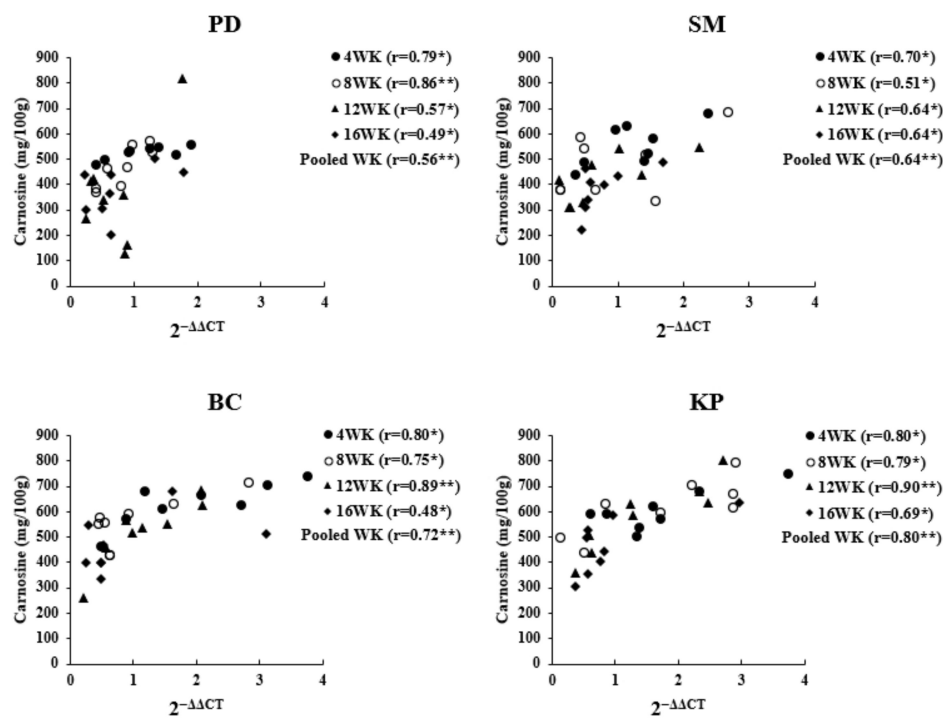 PD
● 4WK (r=0.79*)
○ 8WK (r=0.86**)
▲ 12WK (r=0.57*)
◆ 16WK (r=0.49*)
Pooled WK (r=0.56**)
Carnosine (mg/100g)
900
800
700
600
500
400
300
200
100
0
0 1 2 3 4
2^−ΔΔCT
SM
● 4WK (r=0.70*)
○ 8WK (r=0.51*)
▲ 12WK (r=0.64*)
◆ 16WK (r=0.64*)
Pooled WK (r=0.64**)
Carnosine (mg/100g)
900
800
700
600
500
400
300
200
100
0
0 1 2 3 4
2^−ΔΔCT
BC
● 4WK (r=0.80*)
○ 8WK (r=0.75*)
▲ 12WK (r=0.89**)
◆ 16WK (r=0.48*)
Pooled WK (r=0.72**)
Carnosine (mg/100g)
900
800
700
600
500
400
300
200
100
0
0 1 2 3 4
2^−ΔΔCT
KP
● 4WK (r=0.80*)
○ 8WK (r=0.79*)
▲ 12WK (r=0.90**)
◆ 16WK (r=0.69*)
Pooled WK (r=0.80**)
Carnosine (mg/100g)
900
800
700
600
500
400
300
200
100
0
0 1 2 3 4
2^−ΔΔCT